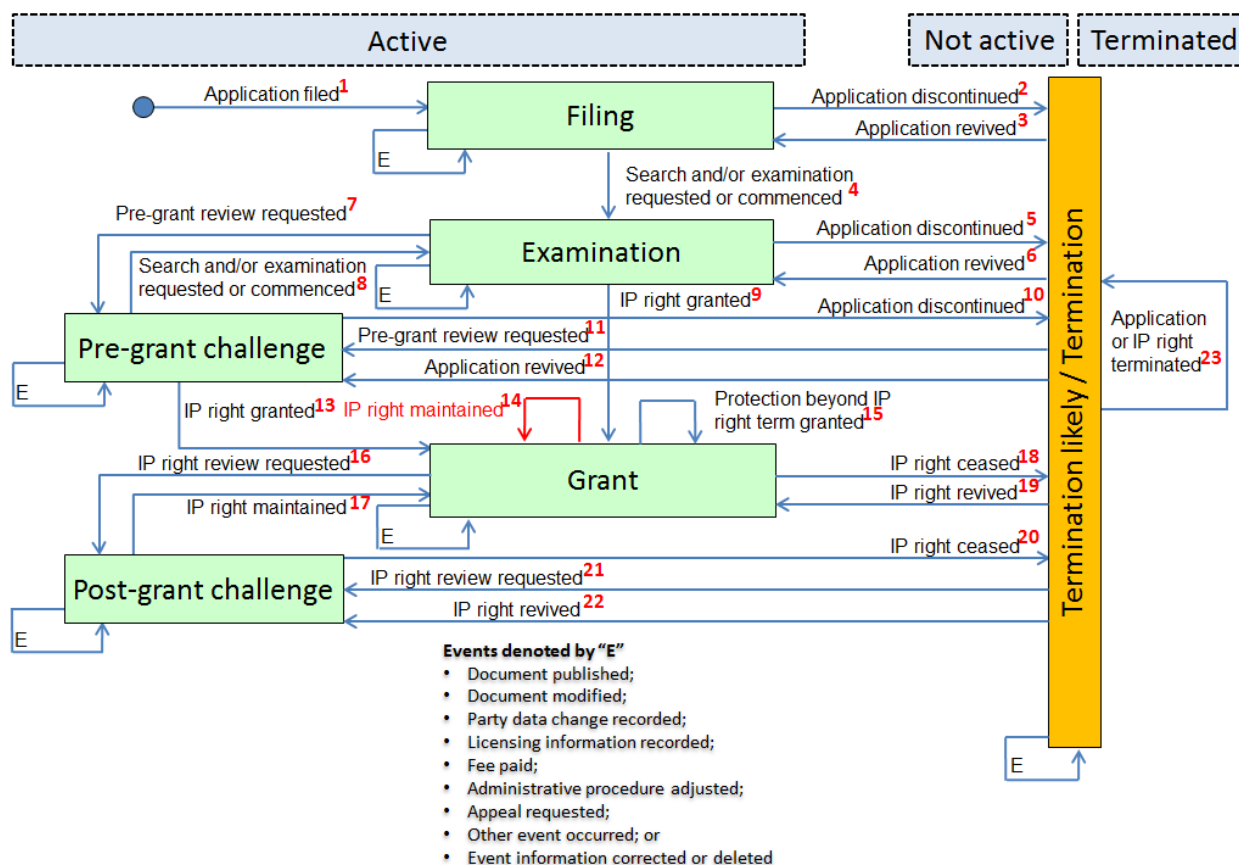 Active
Not active
Terminated
Application filed1
Filing
Application discontinued2
Application revived3
E
Search and/or examination
requested or commenced4
Pre-grant review requested7
Examination
Application discontinued5
Application revived6
Search and/or examination
requested or commenced8
E
IP right granted9
Application discontinued10
Pre-grant challenge
Pre-grant review requested11
Application revived12
E
Application
or IP right
terminated23
Termination likely / Termination
IP right granted13
IP right maintained14
Protection beyond IP
right term granted15
IP right review requested16
Grant
IP right ceased18
IP right revived19
IP right maintained17
E
IP right ceased20
Post-grant challenge
IP right review requested21
IP right revived22
E
Events denoted by “E”
• Document published;
• Document modified;
• Party data change recorded;
• Licensing information recorded;
• Fee paid;
• Administrative procedure adjusted;
• Appeal requested;
• Other event occurred; or
• Event information corrected or deleted
E